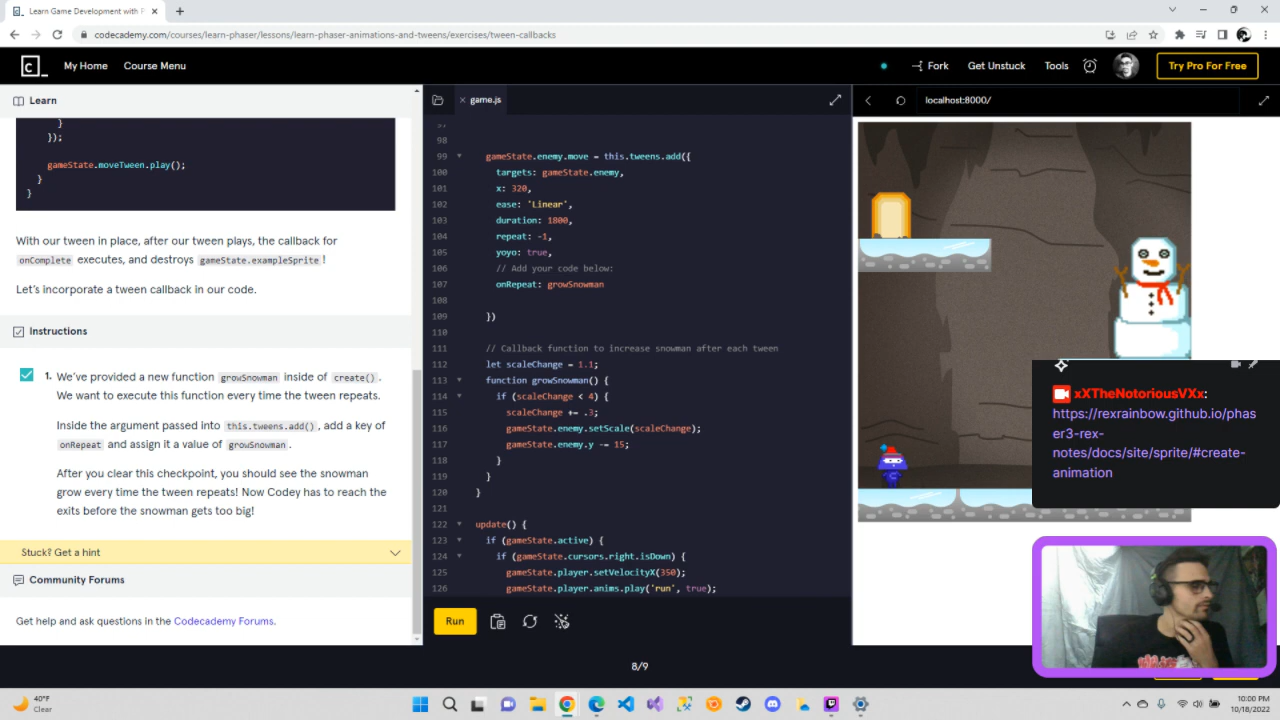 Learn Game Development with P
codecademy.com/courses/learn-phaser/lessons/learn-phaser-animations-and-tweens/exercises/tween-callbacks
My Home
Course Menu
Fork
Get Unstuck
Tools
Try Pro For Free
Learn
}
});
gameState.moveTween.play();
}
}
With our tween in place, after our tween plays, the callback for
onComplete executes, and destroys gameState.exampleSprite !
Let's incorporate a tween callback in our code.
Instructions
1. We've provided a new function growSnowman inside of create().
We want to execute this function every time the tween repeats.
Inside the argument passed into this.tweens.add(), add a key of
onRepeat and assign it a value of growSnowman.
After you clear this checkpoint, you should see the snowman
grow every time the tween repeats! Now Codey has to reach the
exits before the snowman gets too big!
Stuck? Get a hint
Community Forums
Get help and ask questions in the Codecademy Forums.
game.js
98
99 gameState.enemy.move = this.tweens.add({
100 targets: gameState.enemy,
101 x: 320,
102 ease: 'Linear',
103 duration: 1800,
104 repeat: -1,
105 yoyo: true,
106 // Add your code below:
107 onRepeat: growSnowman
108
109 })
110
111 // Callback function to increase snowman after each tween
112 let scaleChange = 1.1;
113 function growSnowman() {
114 if (scaleChange < 4) {
115 scaleChange += .3;
116 gameState.enemy.setScale(scaleChange);
117 gameState.enemy.y -= 15;
118 }
119 }
120 }
121
122 update() {
123 if (gameState.active) {
124 if (gameState.cursors.right.isDown) {
125 gameState.player.setVelocityX(350);
126 gameState.player.anims.play('run', true);
Run
8/9
localhost:8000/
xXTheNotoriousVXx:
https://rexrainbow.github.io/phas
er3-rex-
notes/docs/site/sprite/#create-
animation
40°F
Clear
10:00 PM
10/18/2022